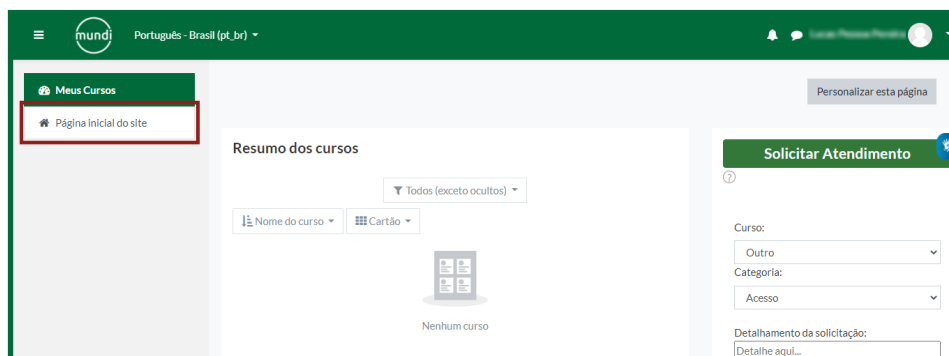 mundi
Português - Brasil (pt_br)
Meus Cursos
Página inicial do site
Personalizar esta página
Resumo dos cursos
Todos (exceto ocultos)
Nome do curso
Cartão
Nenhum curso
Solicitar Atendimento
?
Curso:
Outro
Categoria:
Acesso
Detalhamento da solicitação:
Detalhe aqui...